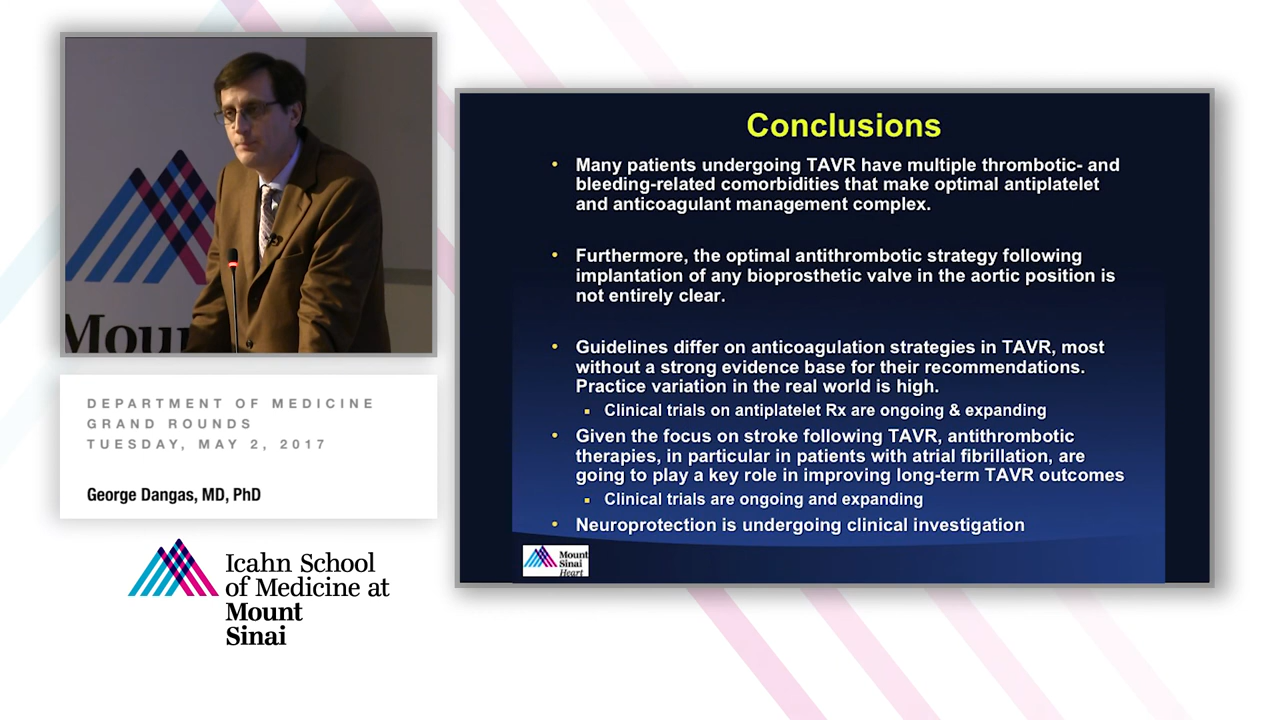 Moun
DEPARTMENT OF MEDICINE
GRAND ROUNDS
TUESDAY, MAY 2, 2017
George Dangas, MD, PhD
Icahn School
of Medicine at
Mount
Sinai
Conclusions
• Many patients undergoing TAVR have multiple thrombotic- and
bleeding-related comorbidities that make optimal antiplatelet
and anticoagulant management complex.
• Furthermore, the optimal antithrombotic strategy following
implantation of any bioprosthetic valve in the aortic position is
not entirely clear.
• Guidelines differ on anticoagulation strategies in TAVR, most
without a strong evidence base for their recommendations.
Practice variation in the real world is high.
▪ Clinical trials on antiplatelet Rx are ongoing & expanding
• Given the focus on stroke following TAVR, antithrombotic
therapies, in particular in patients with atrial fibrillation, are
going to play a key role in improving long-term TAVR outcomes
▪ Clinical trials are ongoing and expanding
• Neuroprotection is undergoing clinical investigation
Mount
Sinai
Heart